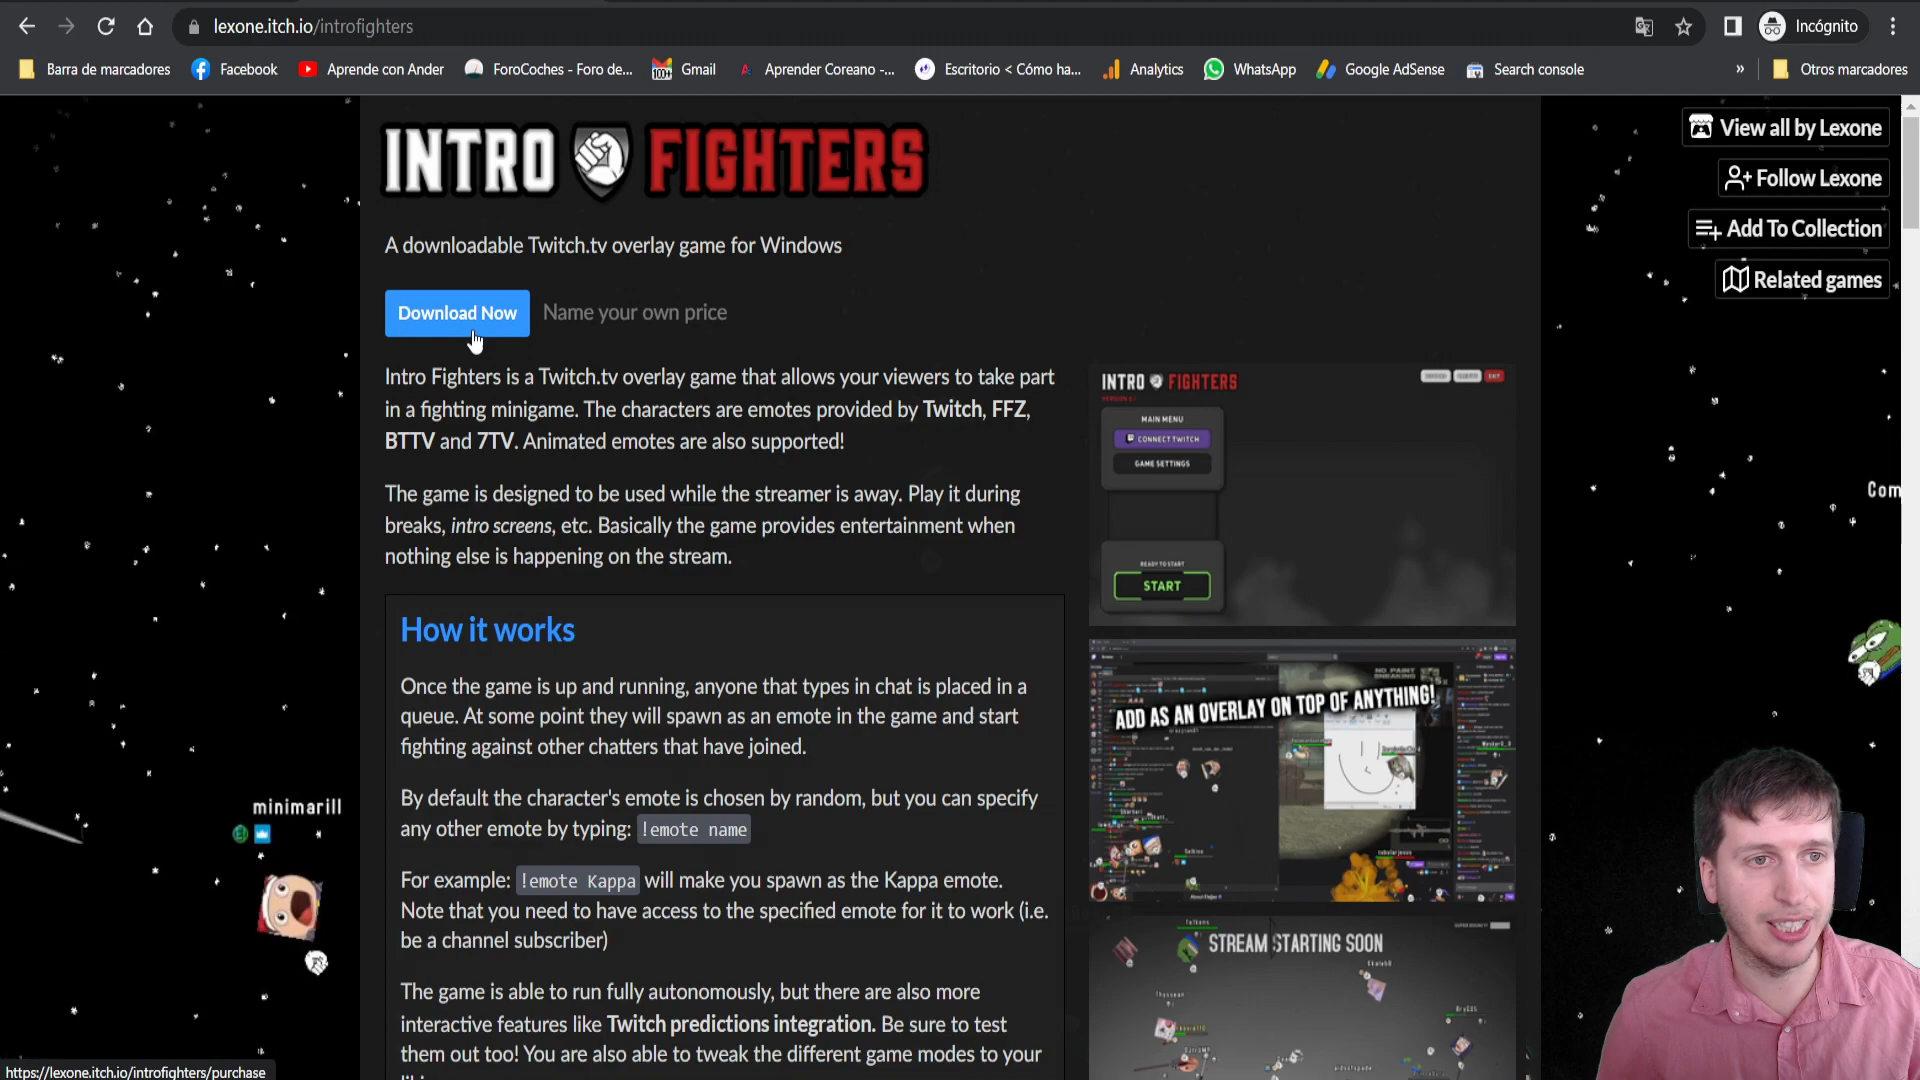 lexone.itch.io/introfighters
Incógnito
Barra de marcadores
Facebook
Aprende con Ander
ForoCoches - Foro de...
100+
Gmail
Aprender Coreano -...
Escritorio < Cómo ha...
Analytics
WhatsApp
Google AdSense
Search console
»
Otros marcadores
INTRO FIGHTERS
View all by Lexone
Follow Lexone
Add To Collection
Related games
A downloadable Twitch.tv overlay game for Windows
Download Now
Name your own price
Intro Fighters is a Twitch.tv overlay game that allows your viewers to take part
in a fighting minigame. The characters are emotes provided by Twitch, FFZ,
BTTV and 7TV. Animated emotes are also supported!
The game is designed to be used while the streamer is away. Play it during
breaks, intro screens, etc. Basically the game provides entertainment when
nothing else is happening on the stream.
How it works
Once the game is up and running, anyone that types in chat is placed in a
queue. At some point they will spawn as an emote in the game and start
fighting against other chatters that have joined.
By default the character's emote is chosen by random, but you can specify
any other emote by typing: !emote name
For example: !emote Kappa will make you spawn as the Kappa emote.
Note that you need to have access to the specified emote for it to work (i.e.
be a channel subscriber)
The game is able to run fully autonomously, but there are also more
interactive features like Twitch predictions integration. Be sure to test
them out too! You are also able to tweak the different game modes to your
INTRO FIGHTERS
EXIT
MAIN MENU
CONNECT TWITCH
GAME SETTINGS
READY TO START
START
ADD AS AN OVERLAY ON TOP OF ANYTHING!
STREAM STARTING SOON
Com
minimarill
https://lexone.itch.io/introfighters/purchase